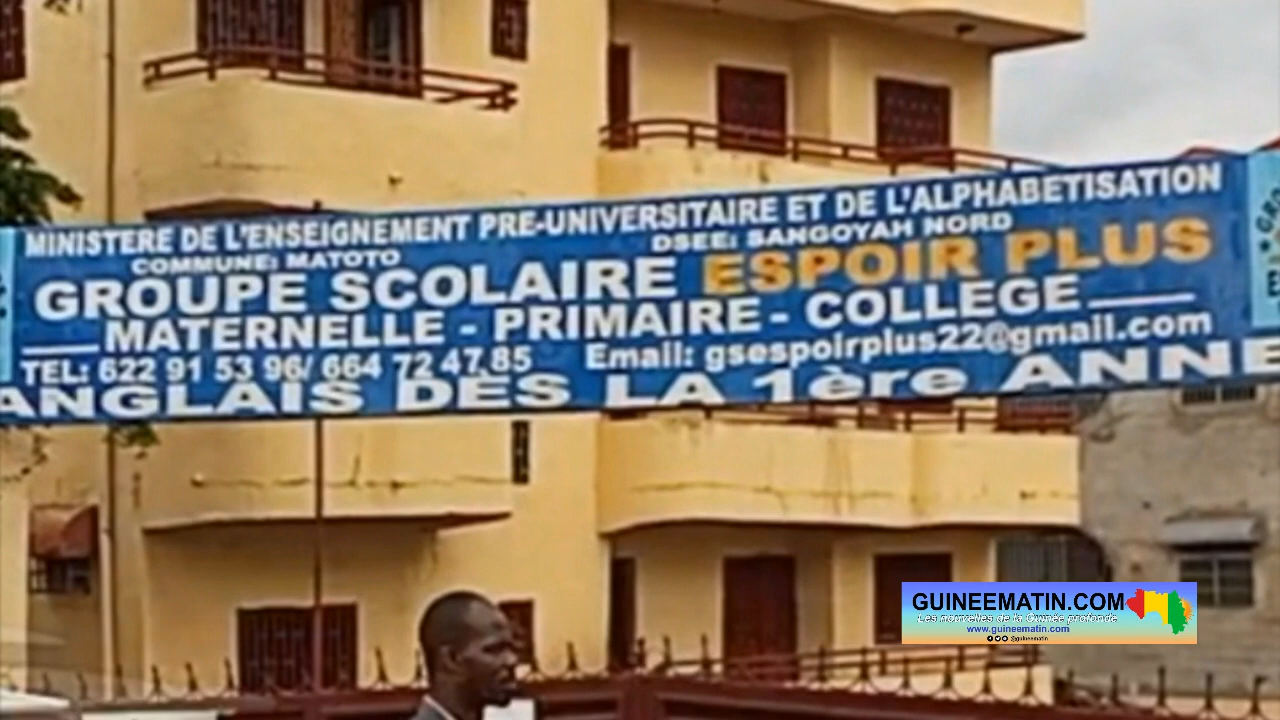 MINISTERE DE L'ENSEIGNEMENT PRE-UNIVERSITAIRE ET DE L'ALPHABETISATION
COMMUNE: MATOTO DSEE: SANGOYAH NORD
GROUPE SCOLAIRE ESPOIR PLUS
MATERNELLE - PRIMAIRE - COLLEGE
TEL: 622 91 53 96/ 664 72 47 85 Email: gsespoirplus22@gmail.com
ANGLAIS DES LA 1ère ANNE
GUINEEMATIN.COM
Les nouvelles de la Guinée profonde
www.guineematin.com
@guineematin